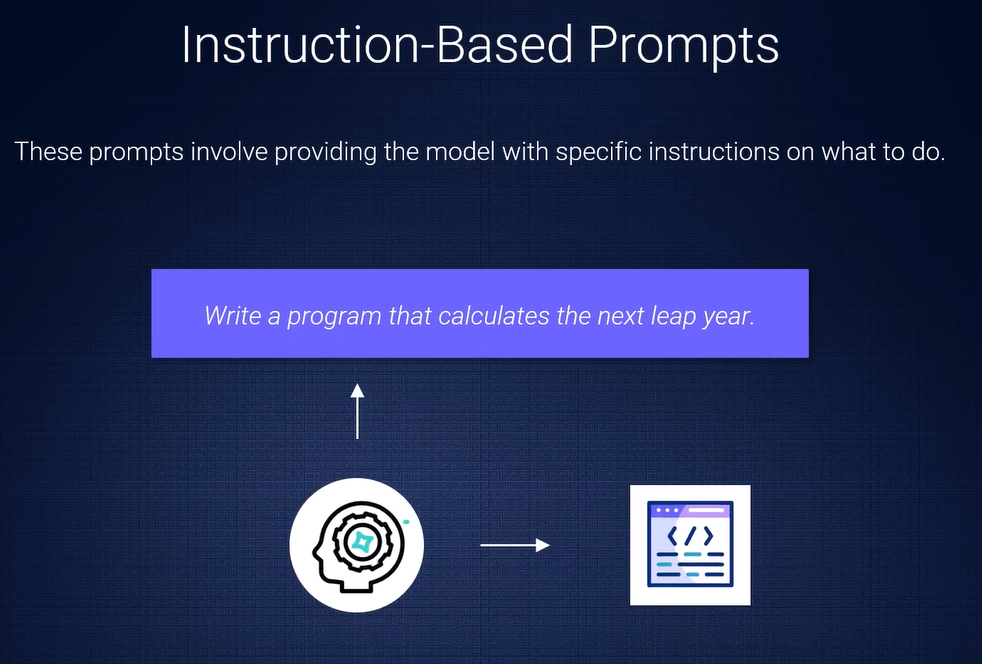 Instruction-Based Prompts
These prompts involve providing the model with specific instructions on what to do.
Write a program that calculates the next leap year.